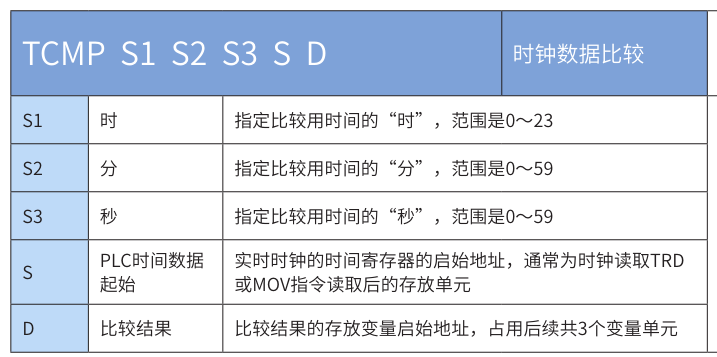 TCMP S1 S2 S3 S D
时钟数据比较
S1
时
指定比较用时间的“时”，范围是0～23
S2
分
指定比较用时间的“分”，范围是0～59
S3
秒
指定比较用时间的“秒”，范围是0～59
S
PLC时间数据
起始
实时时钟的时间寄存器的启始地址，通常为时钟读取TRD
或MOV指令读取后的存放单元
D
比较结果
比较结果的存放变量启始地址，占用后续共3个变量单元